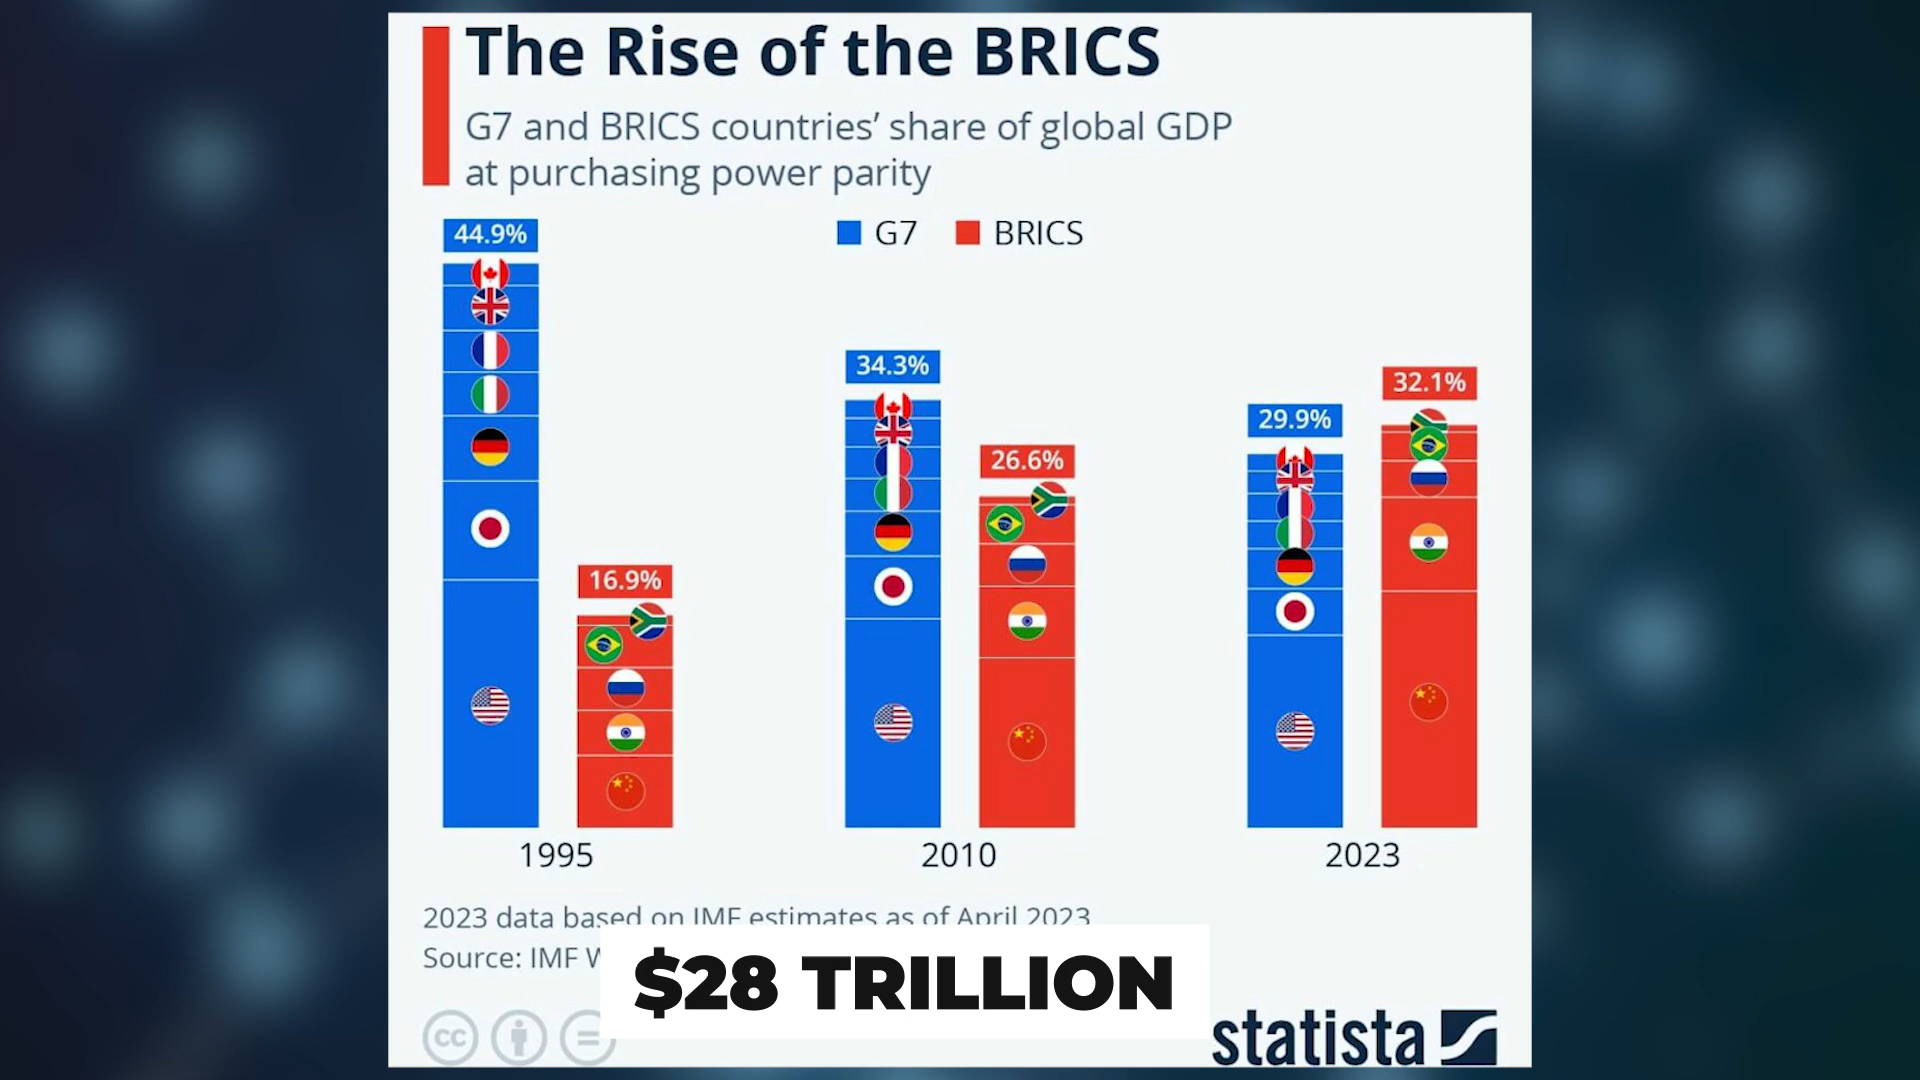 The Rise of the BRICS
G7 and BRICS countries’ share of global GDP
at purchasing power parity
G7 BRICS
44.9%
16.9%
34.3%
26.6%
29.9%
32.1%
1995 2010 2023
2023 data based on IMF estimates as of April 2023
Source: IMF
$28 TRILLION
cc
statista